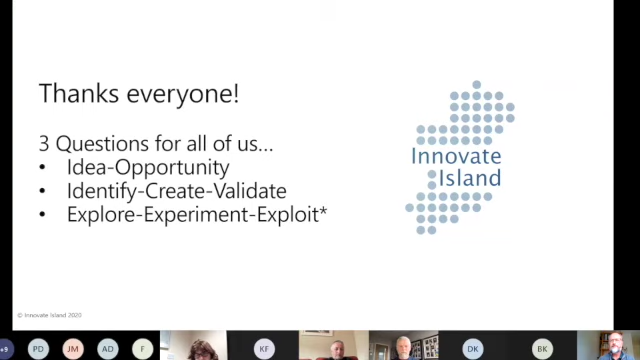 Thanks everyone!
3 Questions for all of us...
• Idea-Opportunity
• Identify-Create-Validate
• Explore-Experiment-Exploit*
Innovate
Island
© Innovate Island 2020
+9
PD
JM
AD
F
KF
DK
BK